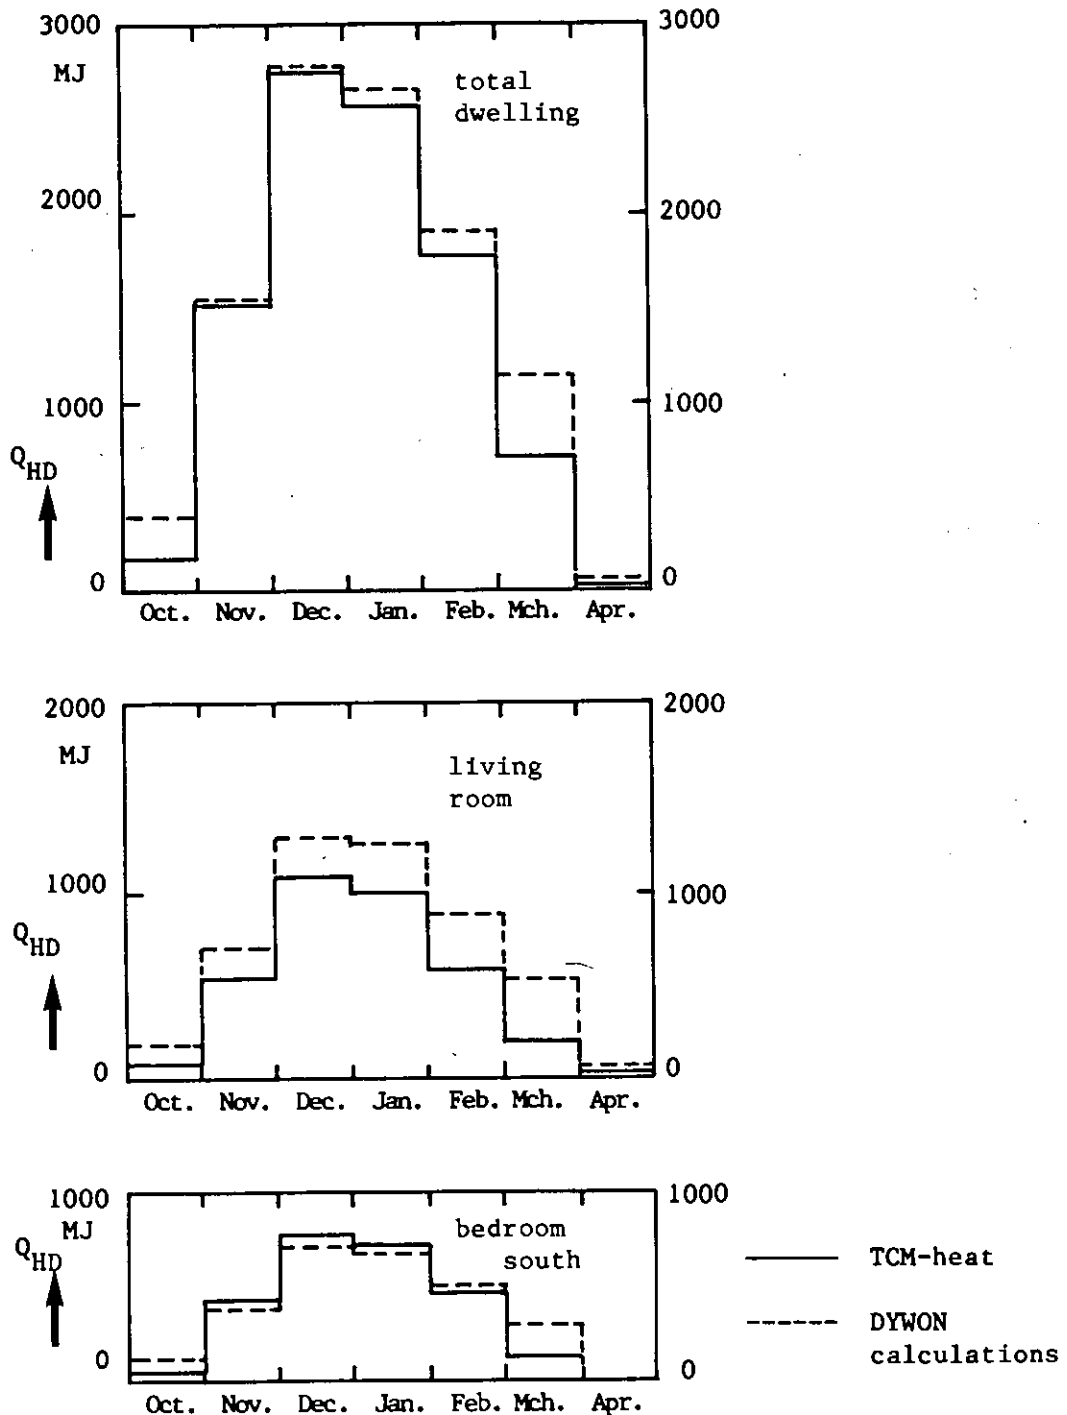 3000 3000
MJ
total
dwelling
2000 2000
1000 1000
QHD
0 0
Oct. Nov. Dec. Jan. Feb. Mch. Apr.
2000 2000
MJ
living
room
1000 1000
QHD
0 0
Oct. Nov. Dec. Jan. Feb. Mch. Apr.
1000 1000
MJ
QHD
bedroom
south
0 0
Oct. Nov. Dec. Jan. Feb. Mch. Apr.
TCM-heat
DYWON
calculations